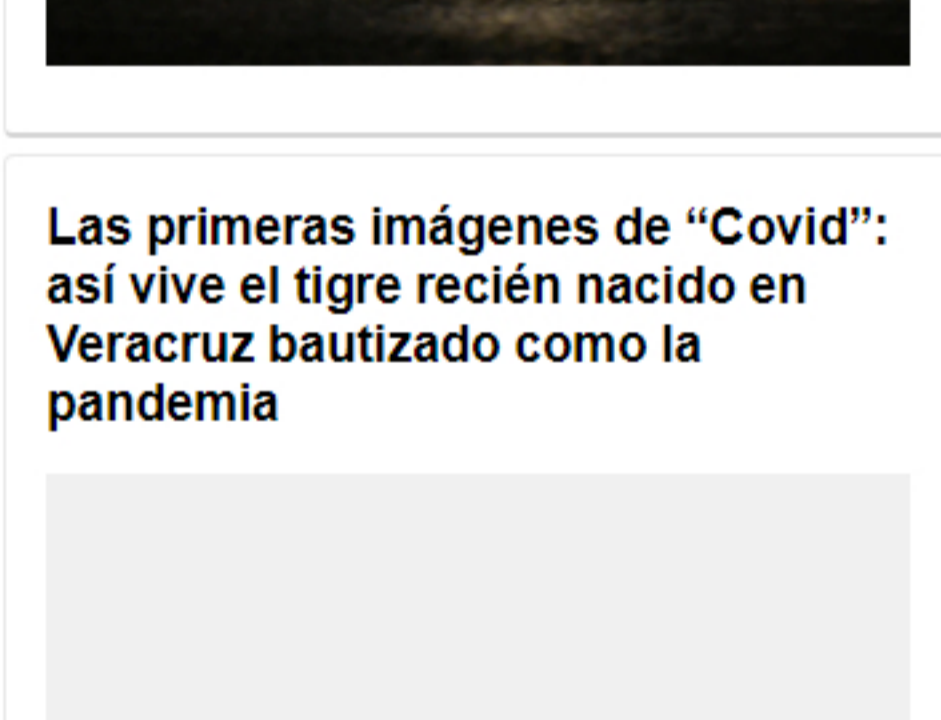 Las primeras imágenes de “Covid”:
así vive el tigre recién nacido en
Veracruz bautizado como la
pandemia